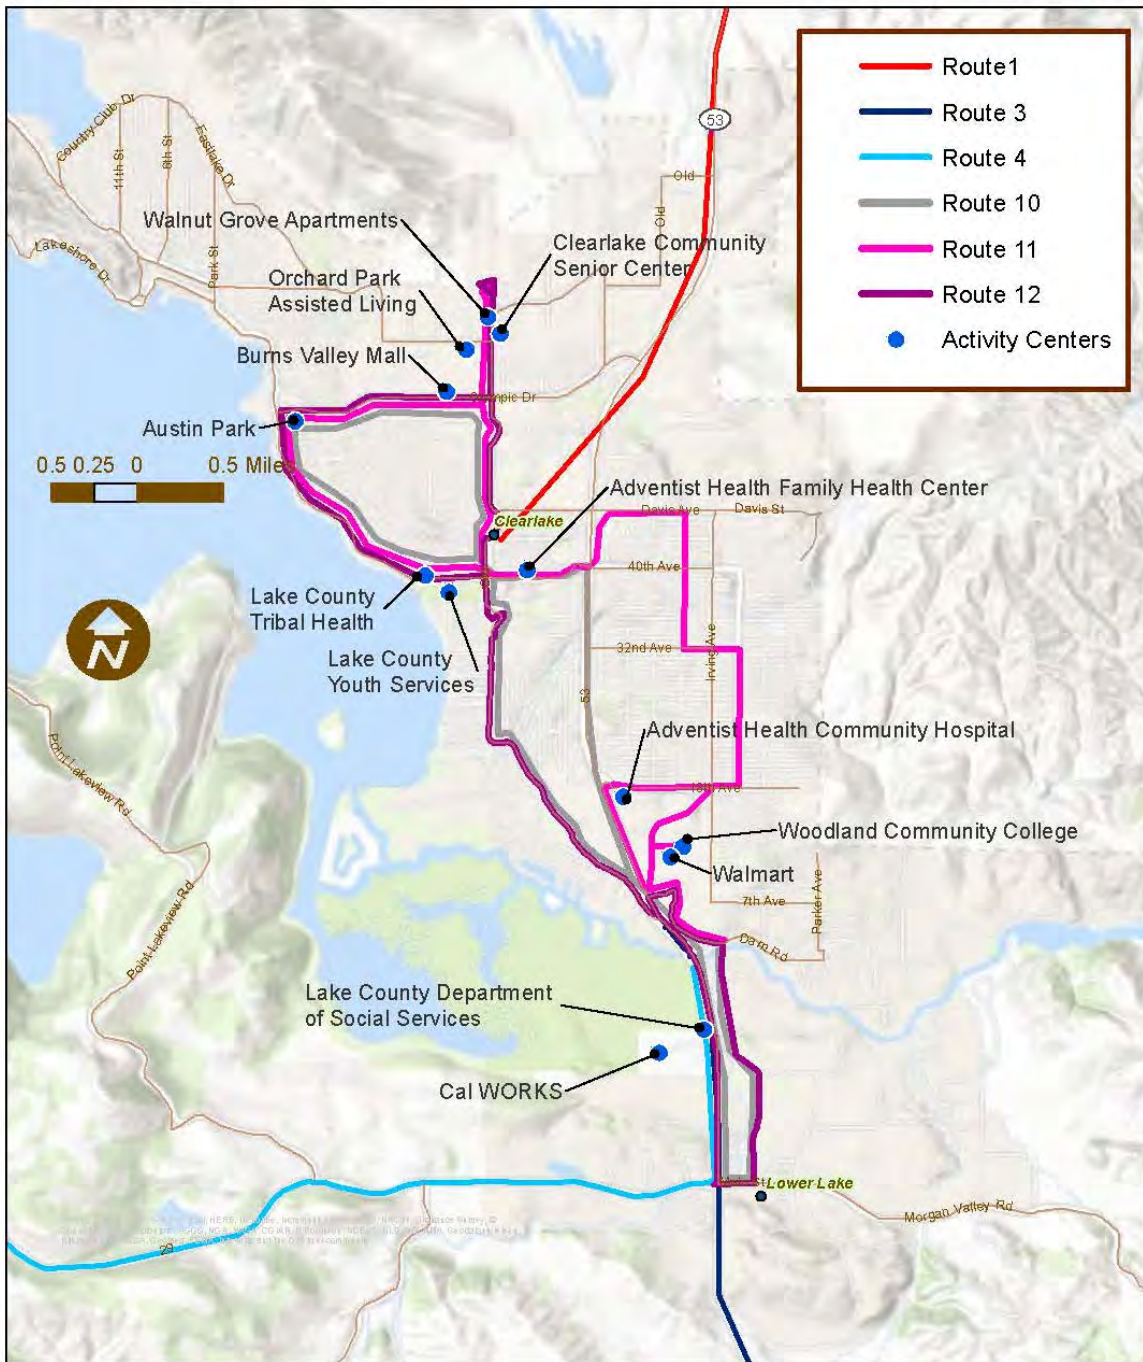 Route1
Route 3
Route 4
Route 10
Route 11
Route 12
Activity Centers
53
Country Club Dr
11th St
6th St
Eastlake Dr
Lakeshore Dr
Park St
Old
Old
Walnut Grove Apartments
Clearlake Community
Senior Center
Orchard Park
Assisted Living
Burns Valley Mall
Dr
Austin Park
0.5 0.25 0 0.5 Miles
Adventist Health Family Health Center
Clearlake
Davis Ave
Davis St
40th Ave
Lake County
Tribal Health
N
32nd Ave
Irving Ave
Lake County
Youth Services
53
Adventist Health Community Hospital
Point Lakeview Rd
18th Ave
Woodland Community College
Walmart
7th Ave
Parker Ave
Point Lakeview Rd
Dam Rd
Lake County Department
of Social Services
Cal WORKS
St
Lower Lake
Morgan Valley Rd
29